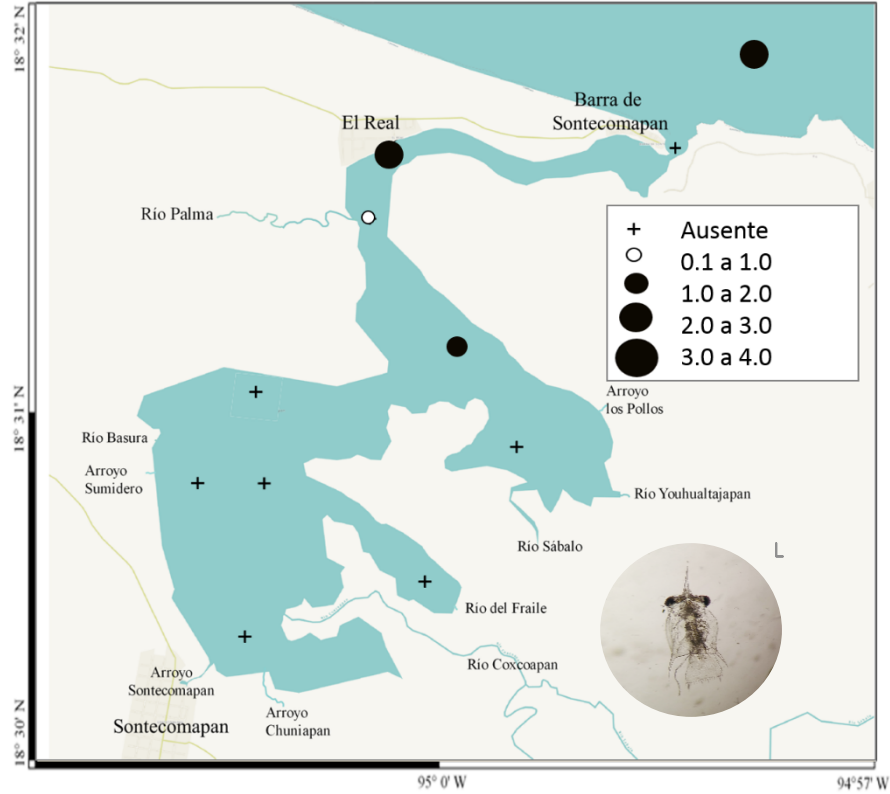 18° 32' N
Barra de
Sontecomapan
El Real
Río Palma
+ Ausente
0.1 a 1.0
1.0 a 2.0
2.0 a 3.0
3.0 a 4.0
18° 31' N
Arroyo
los Pollos
Río Basura
Arroyo
Sumidero
Río Youhualtajapan
Río Sábalo
L
Río del Fraile
Río Coxcoapan
Arroyo
Sontecomapan
Arroyo
Chuniapan
Sontecomapan
18° 30' N
95° 0' W
94°57' W